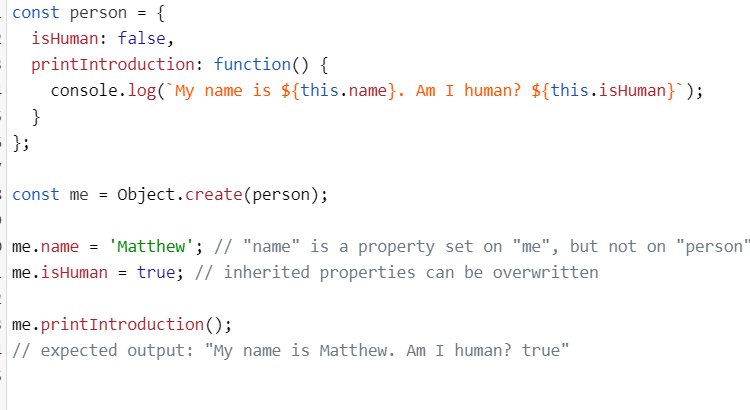 const person = {
  isHuman: false,
  printIntroduction: function() {
    console.log(`My name is ${this.name}. Am I human? ${this.isHuman}`);
  }
};
const me = Object.create(person);
me.name = 'Matthew'; // "name" is a property set on "me", but not on "person"
me.isHuman = true; // inherited properties can be overwritten
me.printIntroduction();
// expected output: "My name is Matthew. Am I human? true"